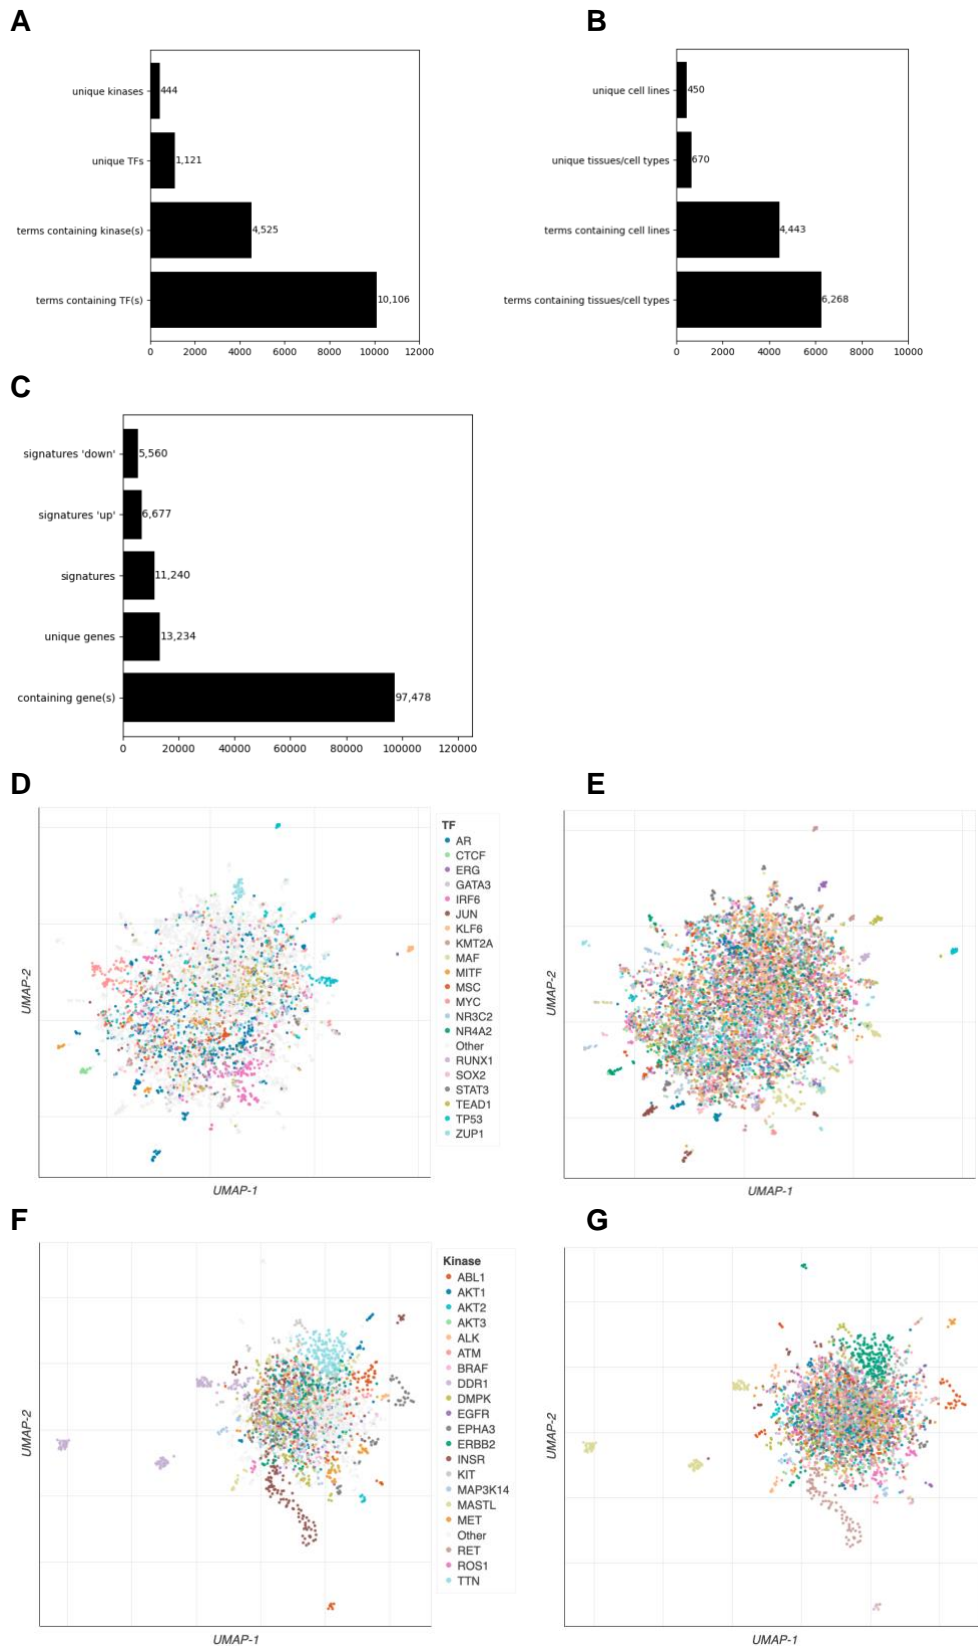 A
unique kinases
444
unique TFs
1,121
terms containing kinase(s)
4,525
terms containing TF(s)
10,106
0 2000 4000 6000 8000 10000 12000
B
unique cell lines
450
unique tissues/cell types
670
terms containing cell lines
4,443
terms containing tissues/cell types
6,268
0 2000 4000 6000 8000 10000
C
signatures 'down'
5,560
signatures 'up'
6,677
signatures
11,240
unique genes
13,234
containing gene(s)
97,478
0 20000 40000 60000 80000 100000 120000
D
UMAP-2
UMAP-1
TF
AR
CTCF
ERG
GATA3
IRF6
JUN
KLF6
KMT2A
MAF
MITF
MSC
MYC
NR3C2
NR4A2
Other
RUNX1
SOX2
STAT3
TEAD1
TP53
ZUP1
E
UMAP-2
UMAP-1
F
UMAP-2
UMAP-1
Kinase
ABL1
AKT1
AKT2
AKT3
ALK
ATM
BRAF
DDR1
DMPK
EGFR
EPHA3
ERBB2
INSR
KIT
MAP3K14
MASTL
MET
Other
RET
ROS1
TTN
G
UMAP-2
UMAP-1